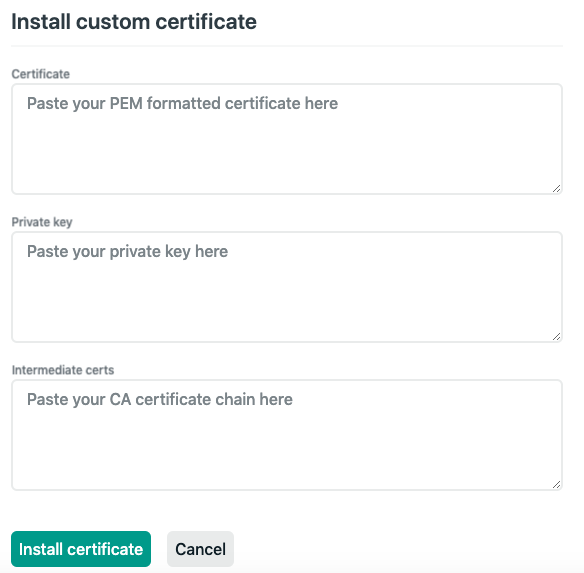 Install custom certificate
Certificate
Paste your PEM formatted certificate here
Private key
Paste your private key here
Intermediate certs
Paste your CA certificate chain here
Install certificate Cancel